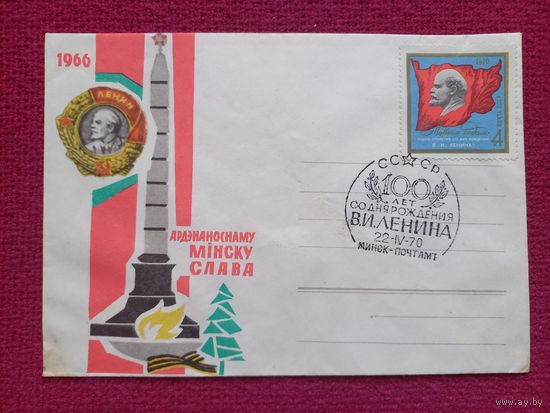 1966
ЛЕНИН
АРДЭНАНОСНАМУ
МІНСКУ
СЛАВА
1970
В. И. ЛЕНИНА
4
СССР
100
ЛЕТ
СО ДНЯ РОЖДЕНИЯ
В.И.ЛЕНИНА
22-IV-70
МИНСК-ПОЧТАМТ
www.ay.by